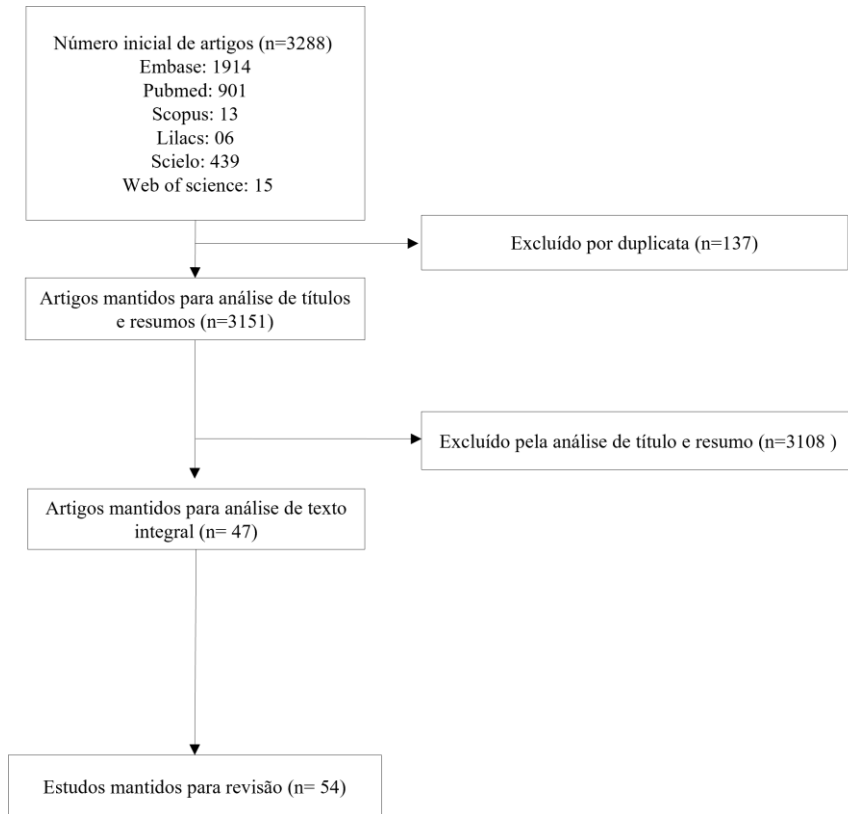 Número inicial de artigos (n=3288)
Embase: 1914
Pubmed: 901
Scopus: 13
Lilacs: 06
Scielo: 439
Web of science: 15
Excluído por duplicata (n=137)
Artigos mantidos para análise de títulos
e resumos (n=3151)
Excluído pela análise de título e resumo (n=3108 )
Artigos mantidos para análise de texto
integral (n= 47)
Estudos mantidos para revisão (n= 54)